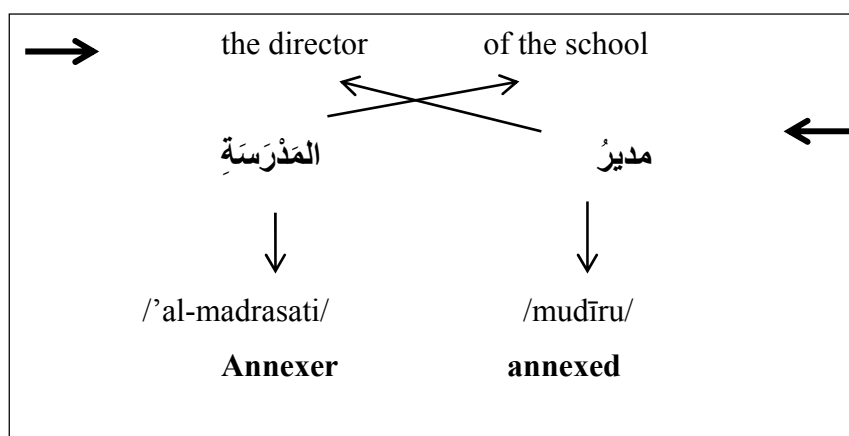 the director of the school
مديرُ المَدْرَسَةِ
/’al-madrasati/ /mudīru/
Annexer annexed